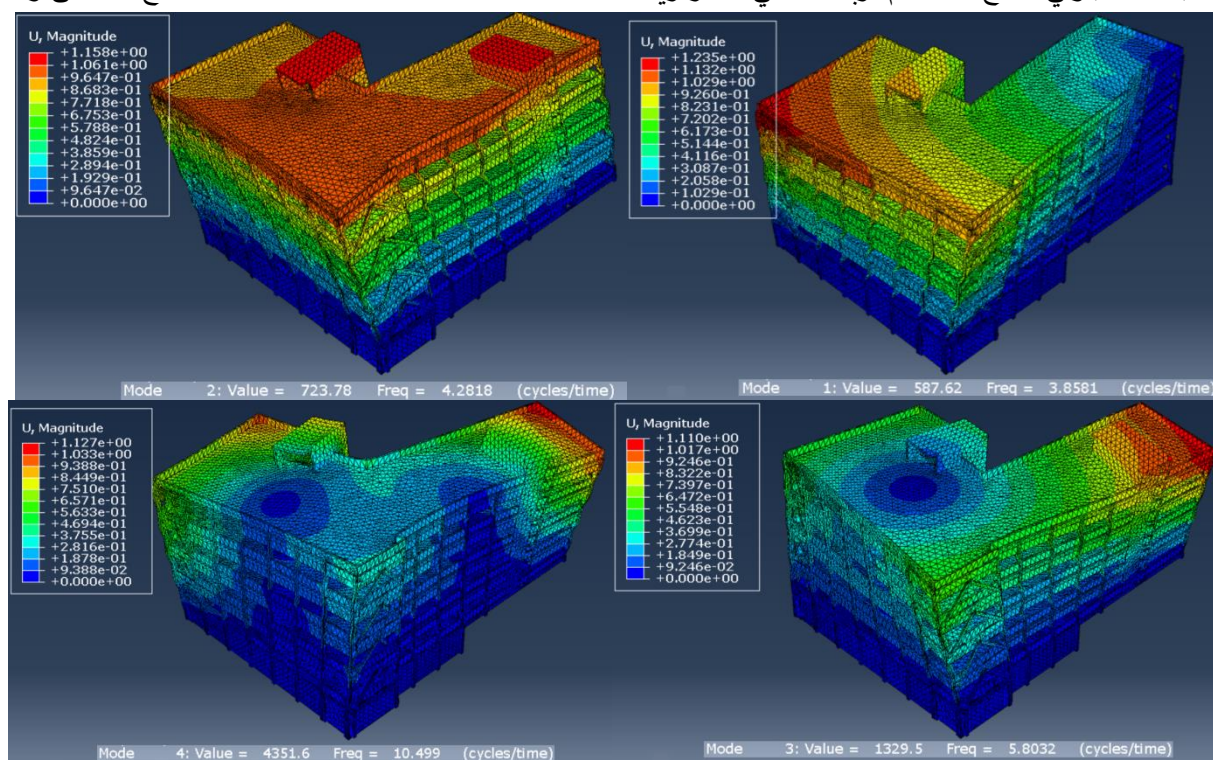 U, Magnitude
+1.158e+00
+1.061e+00
+9.647e-01
+8.683e-01
+7.718e-01
+6.753e-01
+5.788e-01
+4.824e-01
+3.859e-01
+2.894e-01
+1.929e-01
+9.647e-02
+0.000e+00
Mode 2: Value = 723.78 Freq = 4.2818 (cycles/time)
U, Magnitude
+1.235e+00
+1.132e+00
+1.029e+00
+9.260e-01
+8.231e-01
+7.202e-01
+6.173e-01
+5.144e-01
+4.116e-01
+3.087e-01
+2.058e-01
+1.029e-01
+0.000e+00
Mode 1: Value = 587.62 Freq = 3.8581 (cycles/time)
U, Magnitude
+1.127e+00
+1.033e+00
+9.388e-01
+8.449e-01
+7.510e-01
+6.571e-01
+5.633e-01
+4.694e-01
+3.755e-01
+2.816e-01
+1.878e-01
+9.388e-02
+0.000e+00
Mode 4: Value = 4351.6 Freq = 10.499 (cycles/time)
U, Magnitude
+1.110e+00
+1.017e+00
+9.246e-01
+8.322e-01
+7.397e-01
+6.472e-01
+5.548e-01
+4.623e-01
+3.699e-01
+2.774e-01
+1.849e-01
+9.246e-02
+0.000e+00
Mode 3: Value = 1329.5 Freq = 5.8032 (cycles/time)